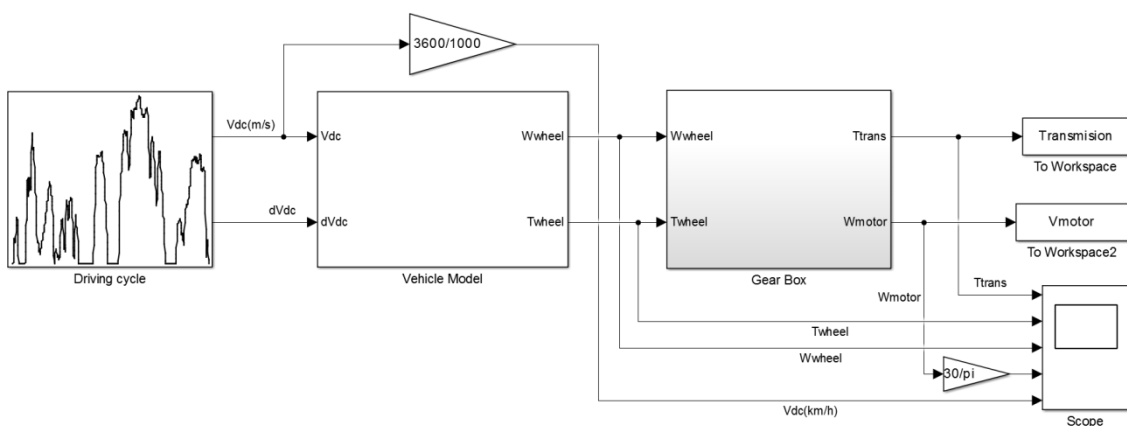 3600/1000
Vdc(m/s)
dVdc
Driving cycle
Vdc
dVdc
Wwheel
Twheel
Vehicle Model
Wwheel
Twheel
Ttrans
Wmotor
Gear Box
Transmision
To Workspace
Vmotor
To Workspace2
Wmotor
Ttrans
Twheel
Wwheel
30/pi
Vdc(km/h)
Scope